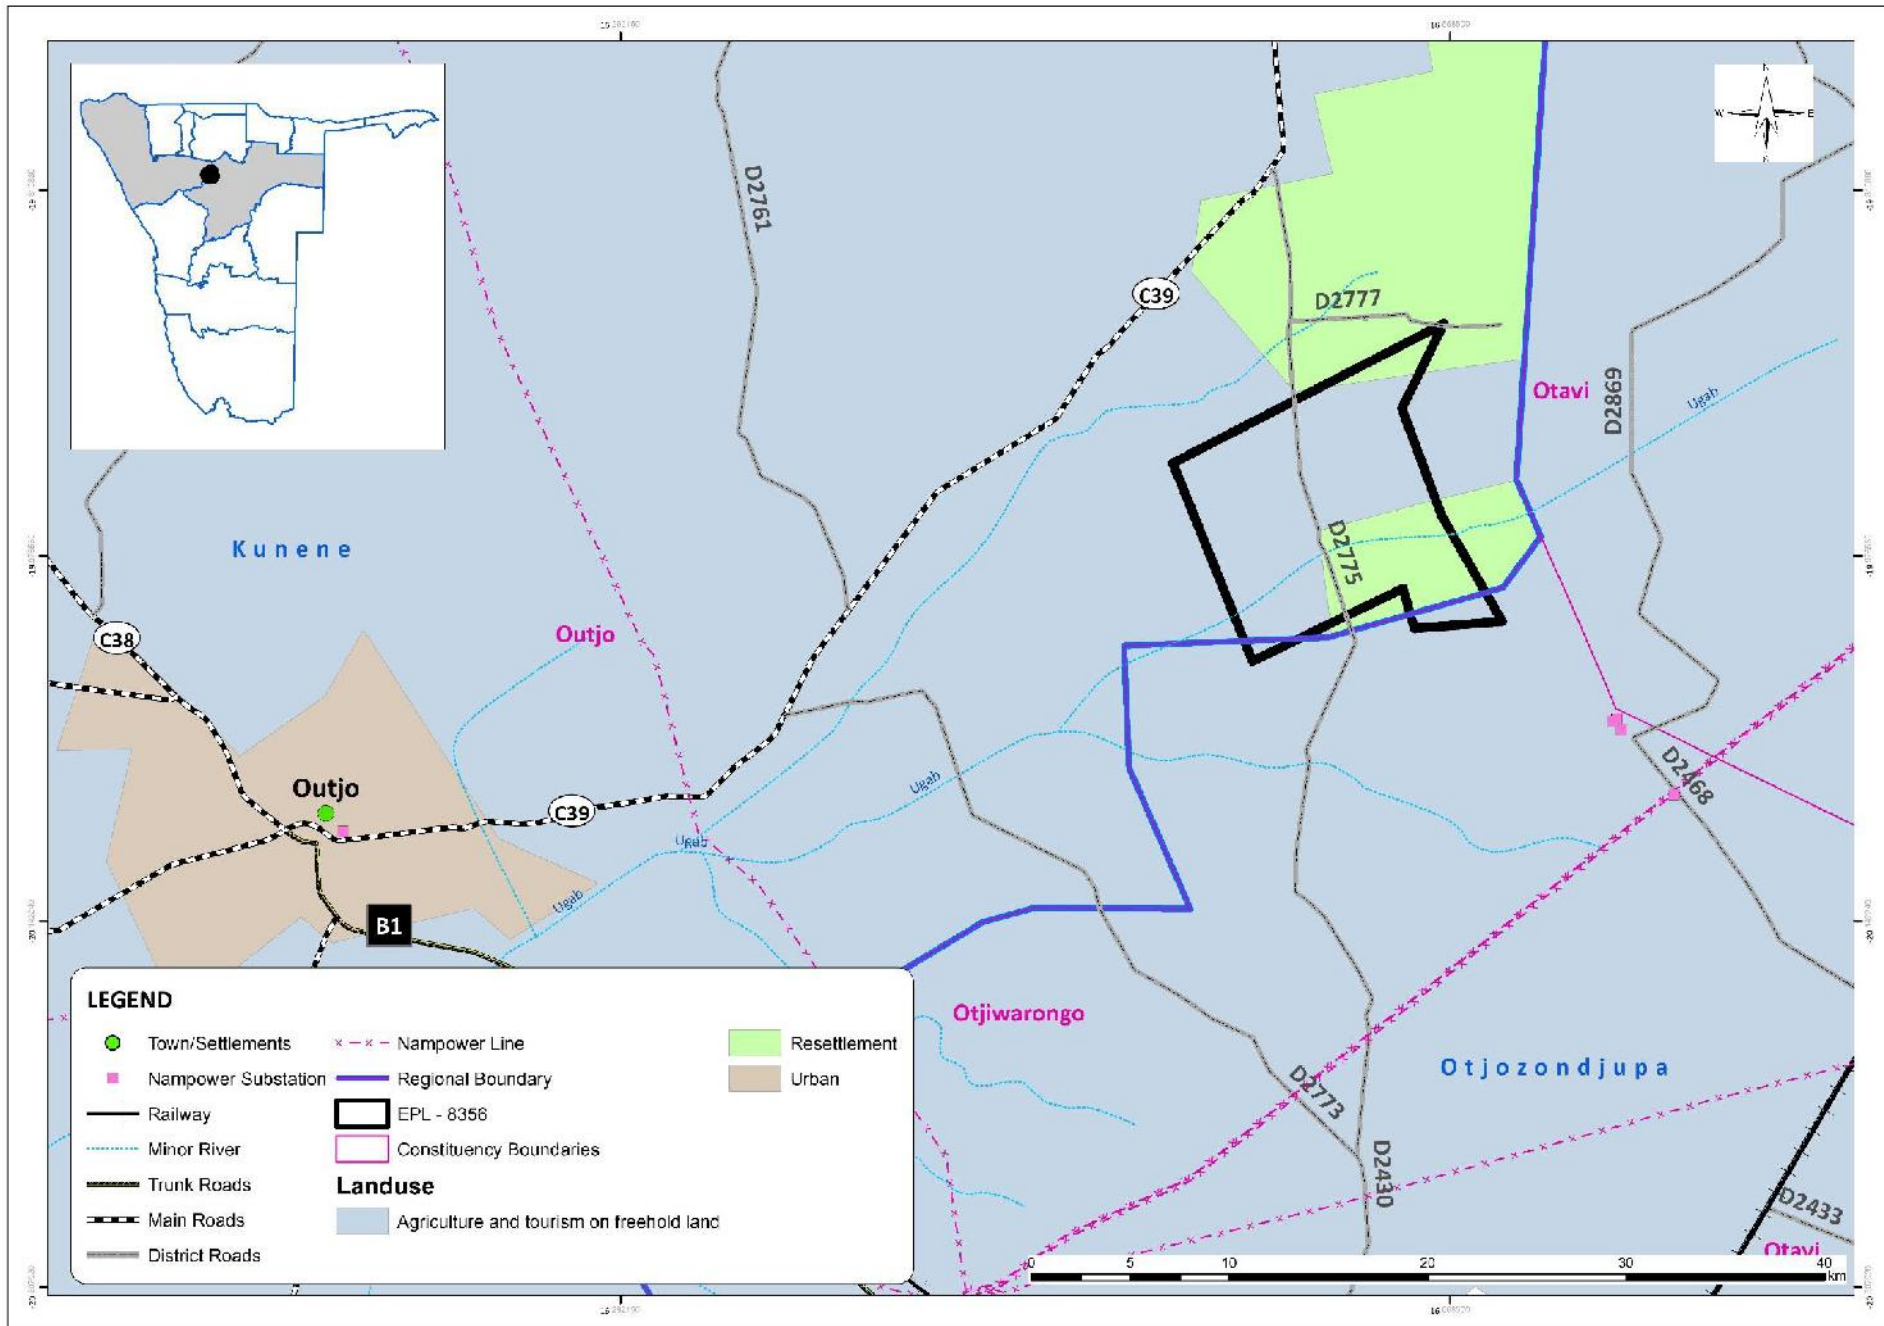 N
W E
D2761
C39
D2777
Otavi
D2869
Ugab
Kunene
D2775
C38
Outjo
Outjo
C39
Ugab
Ugab
Ugab
B1
D2468
Otjiwarongo
Otjozondjupa
D2773
D2430
D2433
Otavi
LEGEND
Town/Settlements
Nampower Substation
Railway
Minor River
Trunk Roads
Main Roads
District Roads
Nampower Line
Regional Boundary
EPL - 8356
Constituency Boundaries
Landuse
Agriculture and tourism on freehold land
Resettlement
Urban
0 5 10 20 30 40
km